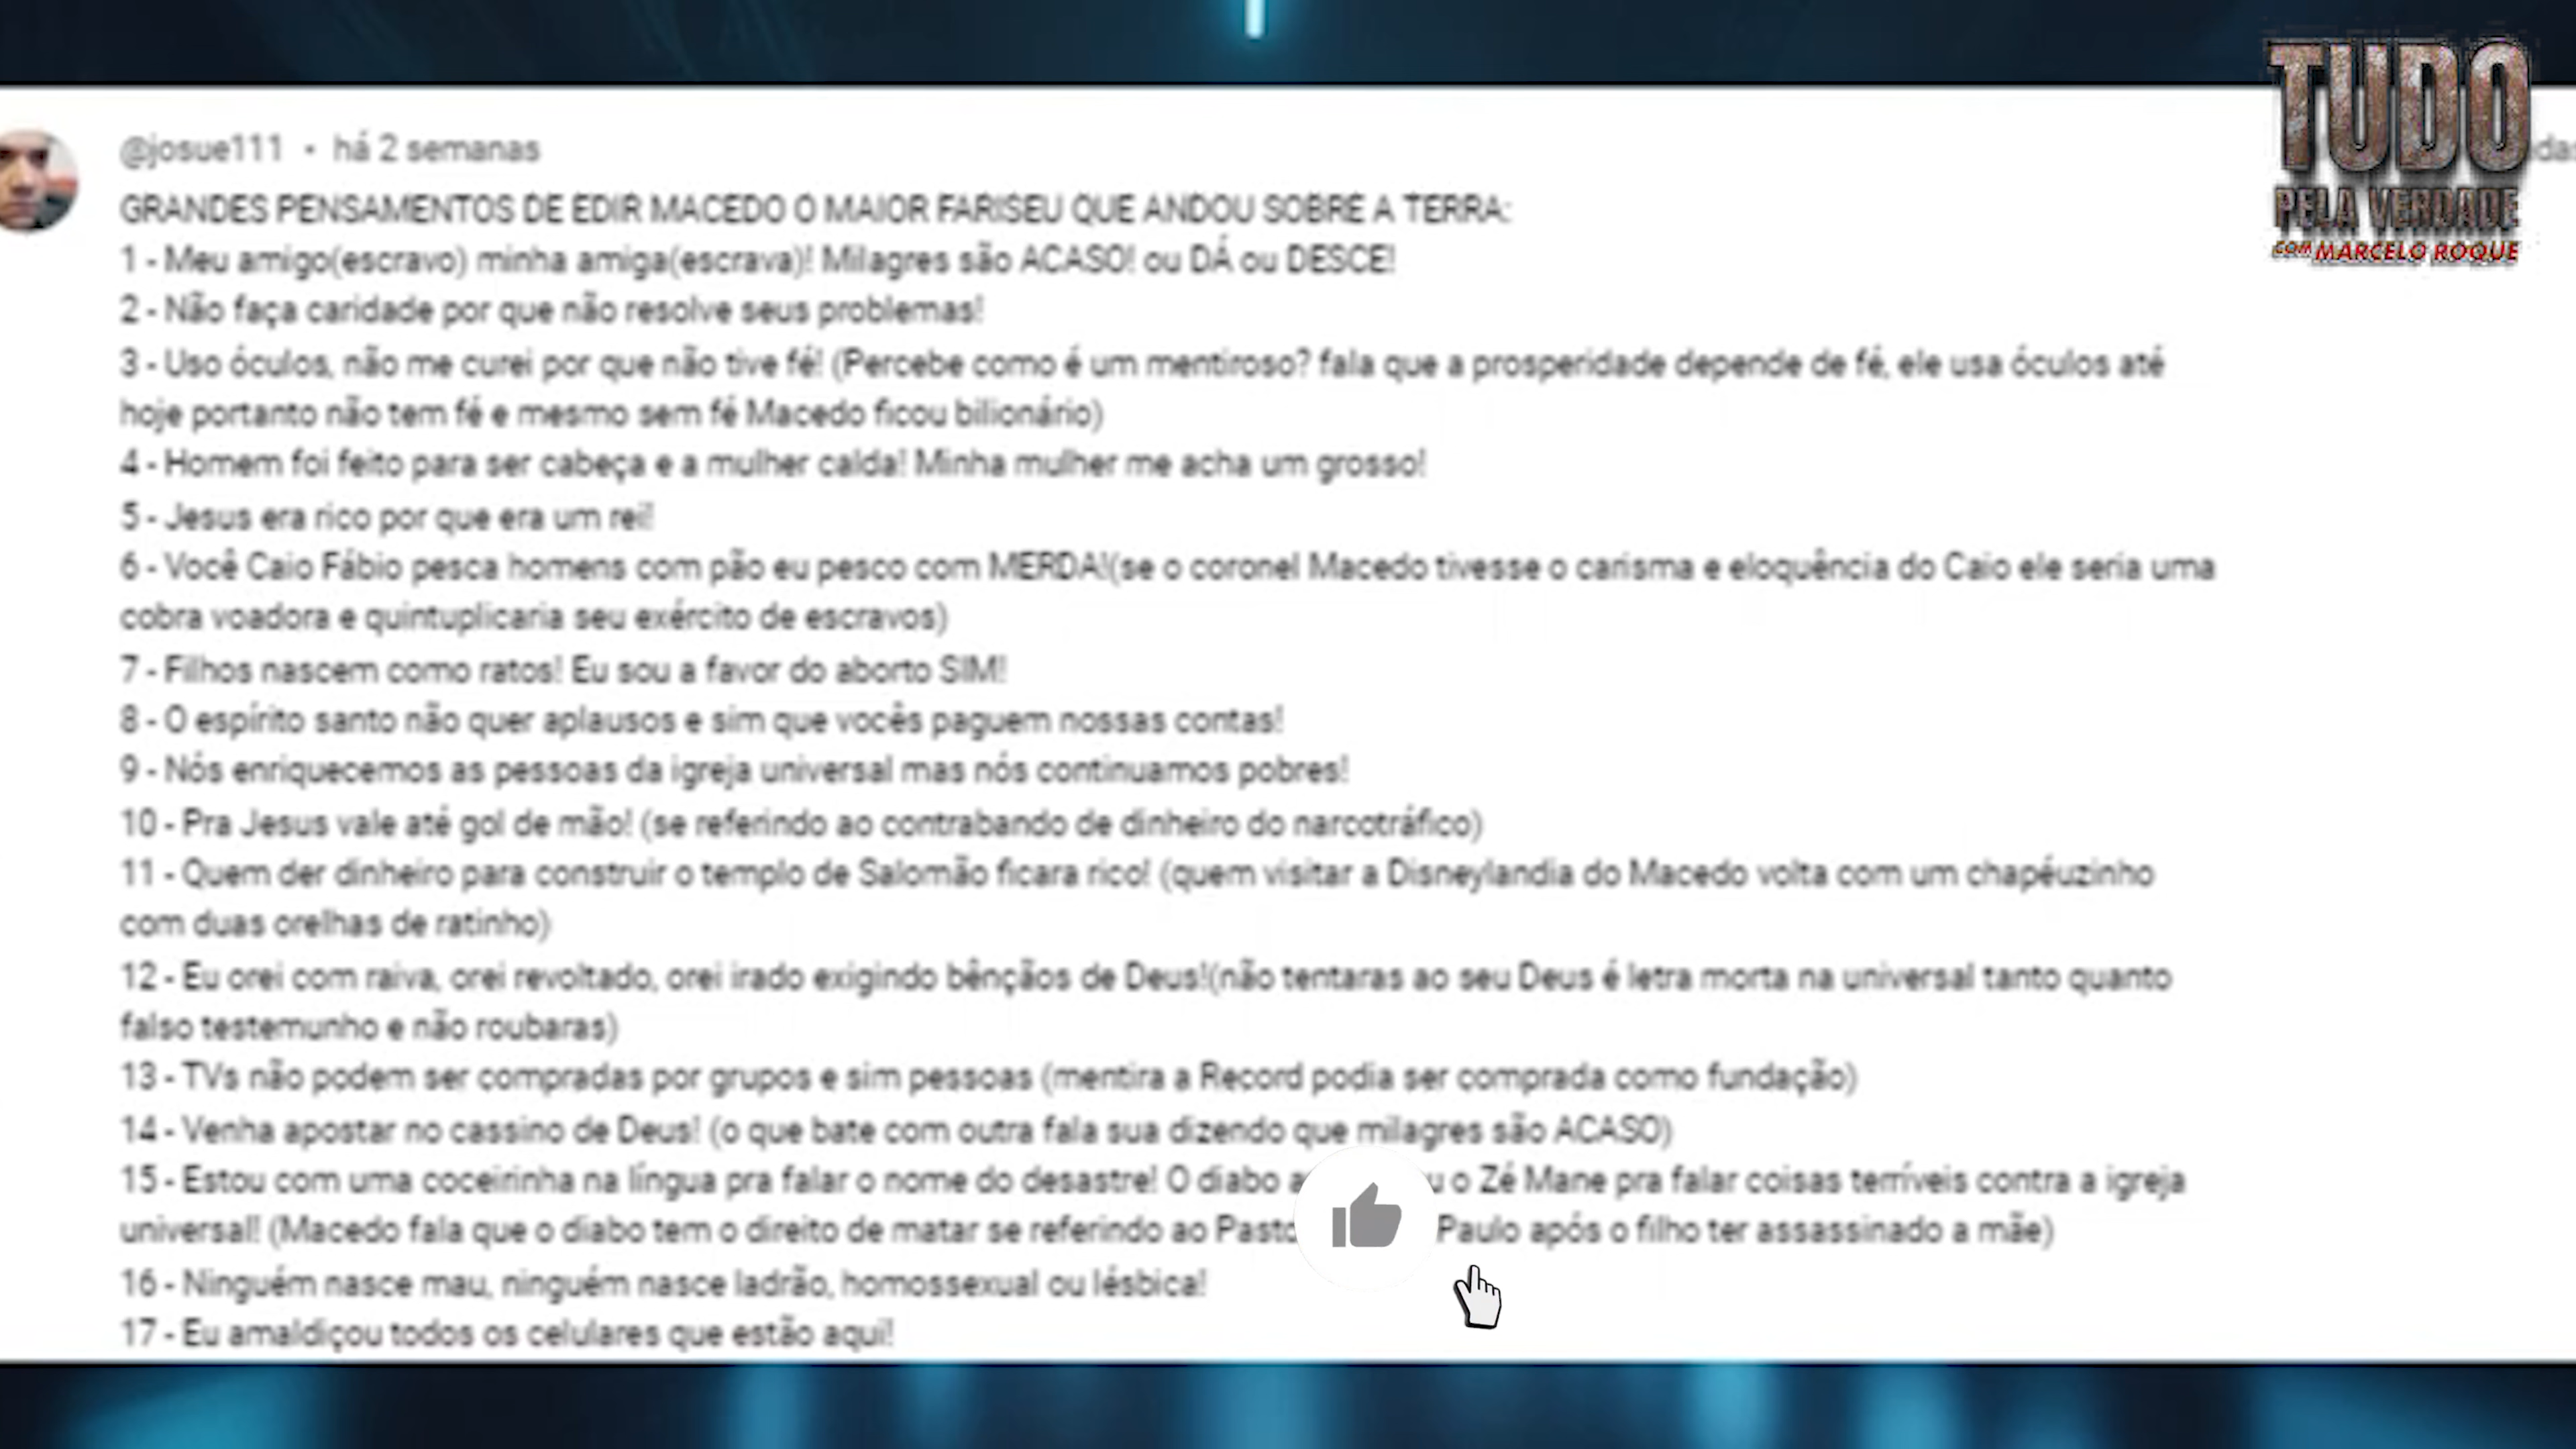 @josue111 • há 2 semanas
GRANDES PENSAMENTOS DE EDIR MACEDO O MAIOR FARISEU QUE ANDOU SOBRE A TERRA:
1 - Meu amigo(escravo) minha amiga(escrava)! Milagres são ACASO! ou DÁ ou DESCE!
2 - Não faça caridade por que não resolve seus problemas!
3 - Uso óculos, não me curei por que não tive fé! (Percebe como é um mentiroso? fala que a prosperidade depende de fé, ele usa óculos até
hoje portanto não tem fé e mesmo sem fé Macedo ficou bilionário)
4 - Homem foi feito para ser cabeça e a mulher calda! Minha mulher me acha um grosso!
5 - Jesus era rico por que era um rei!
6 - Você Caio Fábio pesca homens com pão eu pesco com MERDA!(se o coronel Macedo tivesse o carisma e eloquência do Caio ele seria uma
cobra voadora e quintuplicaria seu exército de escravos)
7 - Filhos nascem como ratos! Eu sou a favor do aborto SIM!
8 - O espírito santo não quer aplausos e sim que vocês paguem nossas contas!
9 - Nós enriquecemos as pessoas da igreja universal mas nós continuamos pobres!
10 - Pra Jesus vale até gol de mão! (se referindo ao contrabando de dinheiro do narcotráfico)
11 - Quem der dinheiro para construir o templo de Salomão ficara rico! (quem visitar a Disneylandia do Macedo volta com um chapéuzinho
com duas orelhas de ratinho)
12 - Eu orei com raiva, orei revoltado, orei irado exigindo bênçãos de Deus!(não tentaras ao seu Deus é letra morta na universal tanto quanto
falso testemunho e não roubaras)
13 - TVs não podem ser compradas por grupos e sim pessoas (mentira a Record podia ser comprada como fundação)
14 - Venha apostar no cassino de Deus! (o que bate com outra fala sua dizendo que milagres são ACASO)
15 - Estou com uma coceirinha na língua pra falar o nome do desastre! O diabo o Zé Mane pra falar coisas terríveis contra a igreja
universal! (Macedo fala que o diabo tem o direito de matar se referindo ao Paulo após o filho ter assassinado a mãe)
16 - Ninguém nasce mau, ninguém nasce ladrão, homossexual ou lésbica!
17 - Eu amaldiçou todos os celulares que estão aqui!
TUDO
PELA VERDADE
COM MARCELO ROQUE